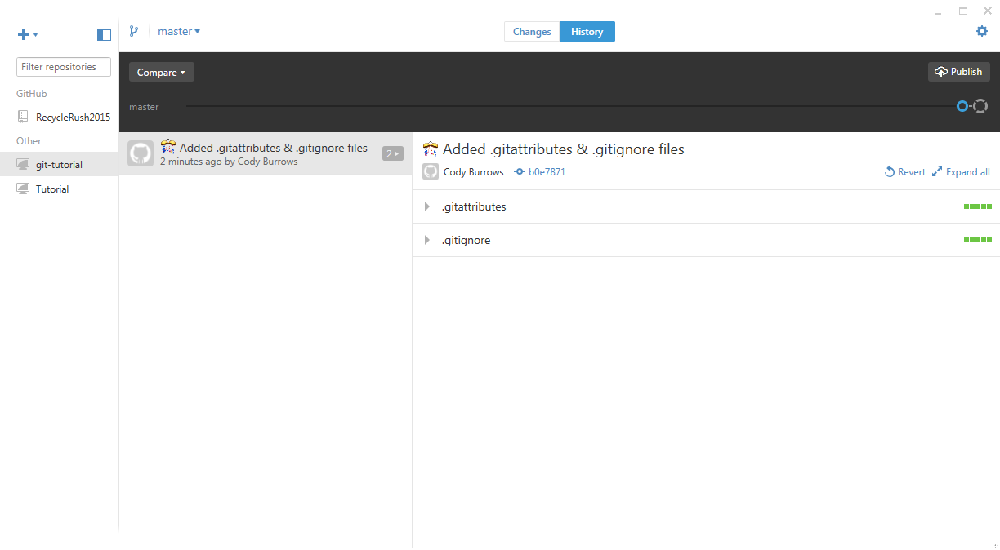 master
Changes
History
Filter repositories
GitHub
RecycleRush2015
Other
git-tutorial
Tutorial
Compare
Publish
master
Added .gitattributes & .gitignore files
2 minutes ago by Cody Burrows
2
Added .gitattributes & .gitignore files
Cody Burrows
b0e7871
Revert
Expand all
.gitattributes
.gitignore